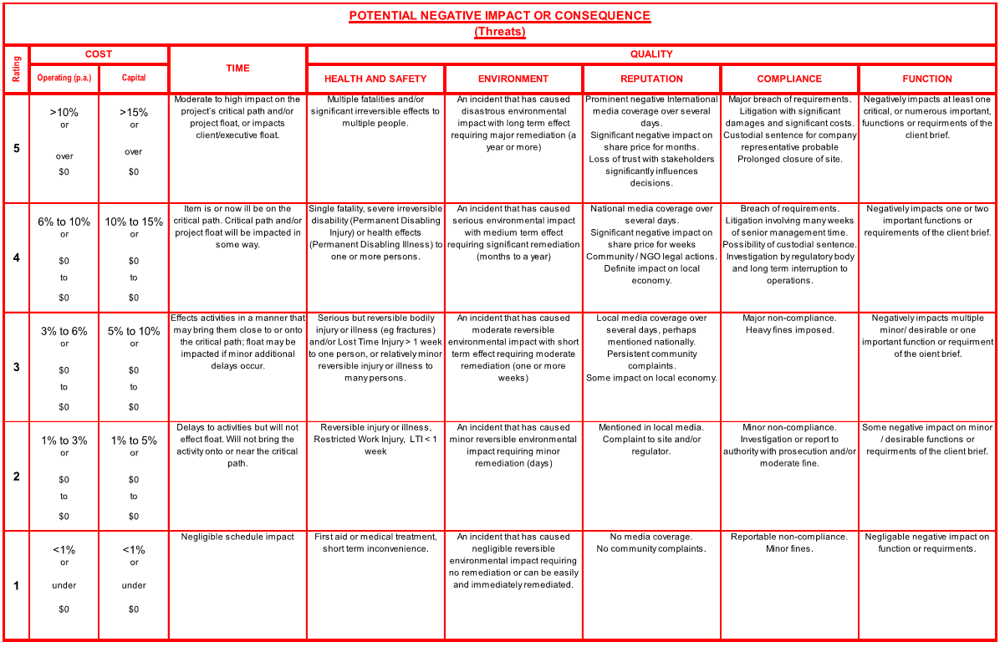 POTENTIAL NEGATIVE IMPACT OR CONSEQUENCE
(Threats)
Rating
COST
TIME
QUALITY
Operating (p.a.)
Capital
HEALTH AND SAFETY
ENVIRONMENT
REPUTATION
COMPLIANCE
FUNCTION
5
>10%
or
over
$0
>15%
or
over
$0
Moderate to high impact on the
project's critical path and/or
project float, or impacts
client/executive float.
Multiple fatalities and/or
significant irreversible effects to
multiple people.
An incident that has caused
disastrous environmental
impact with long term effect
requiring major remediation (a
year or more)
Prominent negative International
media coverage over several
days.
Significant negative impact on
share price for months.
Loss of trust with stakeholders
significantly influences
decisions.
Major breach of requirements.
Litigation with significant
damages and significant costs.
Custodial sentence for company
representative probable
Prolonged closure of site.
Negatively impacts at least one
critical, or numerous important,
fuunctions or requirments of the
client brief.
4
6% to 10%
or
$0
to
$0
10% to 15%
or
$0
to
$0
Item is or now ill be on the
critical path. Critical path and/or
project float will be impacted in
some way.
Single fatality, severe irreversible
disability (Permanent Disabling
Injury) or health effects
(Permanent Disabling Illness) to
one or more persons.
An incident that has caused
serious environmental impact
with medium term effect
requiring significant remediation
(months to a year)
National media coverage over
several days.
Significant negative impact on
share price for weeks
Community / NGO legal actions.
Definite impact on local
economy.
Breach of requirements.
Litigation involving many weeks
of senior management time.
Possibility of custodial sentence.
Investigation by regulatory body
and long term interruption to
operations.
Negatively impacts one or two
important functions or
requirements of the client brief.
3
3% to 6%
or
$0
to
$0
5% to 10%
or
$0
to
$0
Effects activities in a manner that
may bring them close to or onto
the critical path; float may be
impacted if minor additional
delays occur.
Serious but reversible bodily
injury or illness (eg fractures)
and/or Lost Time Injury > 1 week
to one person, or relatively minor
reversible injury or illness to
many persons.
An incident that has caused
moderate reversible
environmental impact with short
term effect requiring moderate
remediation (one or more
weeks)
Local media coverage over
several days, perhaps
mentioned nationally.
Persistent community
complaints.
Some impact on local economy.
Major non-compliance.
Heavy fines imposed.
Negatively impacts multiple
minor/ desirable or one
important function or requirment
of the oient brief.
2
1% to 3%
or
$0
to
$0
1% to 5%
or
$0
to
$0
Delays to activities but will not
effect float. Will not bring the
activity onto or near the critical
path.
Reversible injury or illness,
Restricted Work Injury, LTI < 1
week
An incident that has caused
minor reversible environmental
impact requiring minor
remediation (days)
Mentioned in local media.
Complaint to site and/or
regulator.
Minor non-compliance.
Investigation or report to
authority with prosecution and/or
moderate fine.
Some negative impact on minor
/ desirable functions or
requirments of the client brief.
1
<1%
or
under
$0
<1%
or
under
$0
Negligible schedule impact
First aid or medical treatment,
short term inconvenience.
An incident that has caused
negligible reversible
environmental impact requiring
no remediation or can be easily
and immediately remediated.
No media coverage.
No community complaints.
Reportable non-compliance.
Minor fines.
Negligable negative impact on
function or requirments.